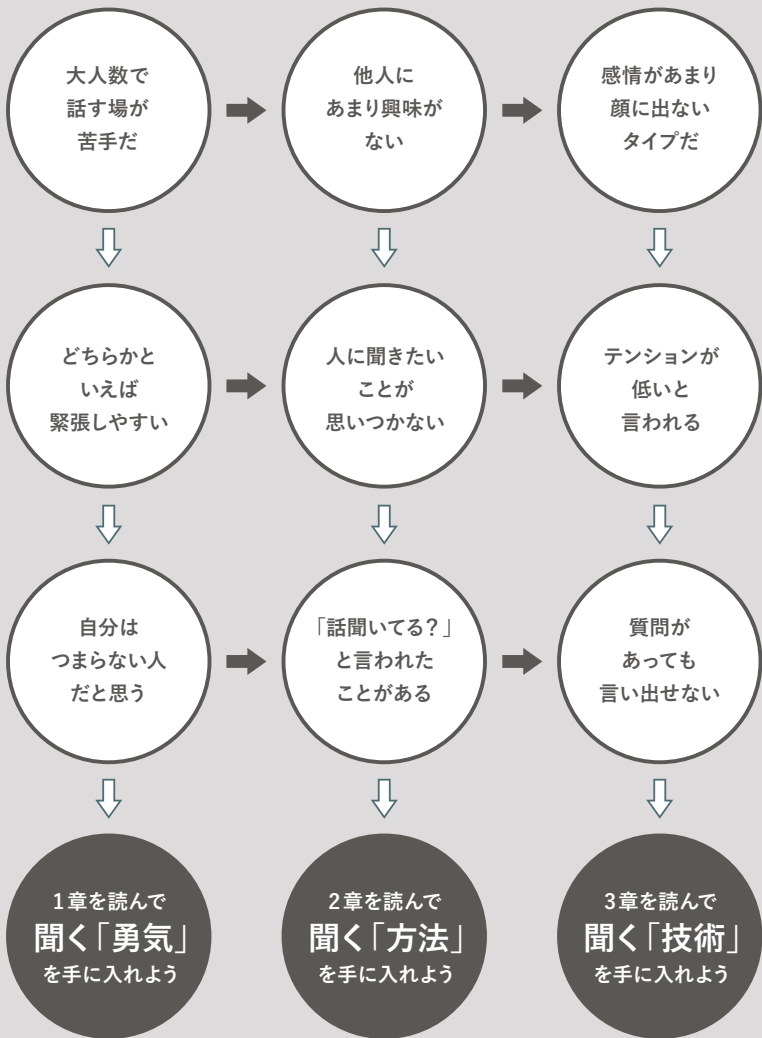 大人数で
話す場が
苦手だ
他人に
あまり興味が
ない
感情があまり
顔に出ない
タイプだ
どちらかと
いえば
緊張しやすい
人に聞きたい
ことが
思いつかない
テンションが
低いと
言われる
自分は
つまらない人
だと思う
「話聞いてる?」
と言われた
ことがある
質問が
あっても
言い出せない
1章を読んで
聞く「勇気」
を手に入れよう
2章を読んで
聞く「方法」
を手に入れよう
3章を読んで
聞く「技術」
を手に入れよう